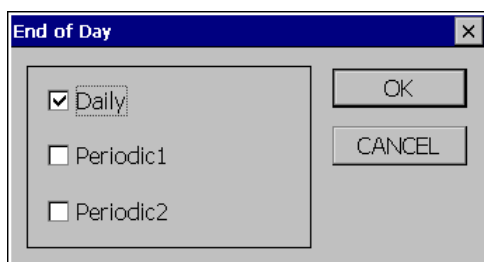 End of Day
Daily
OK
Periodic1
CANCEL
Periodic2